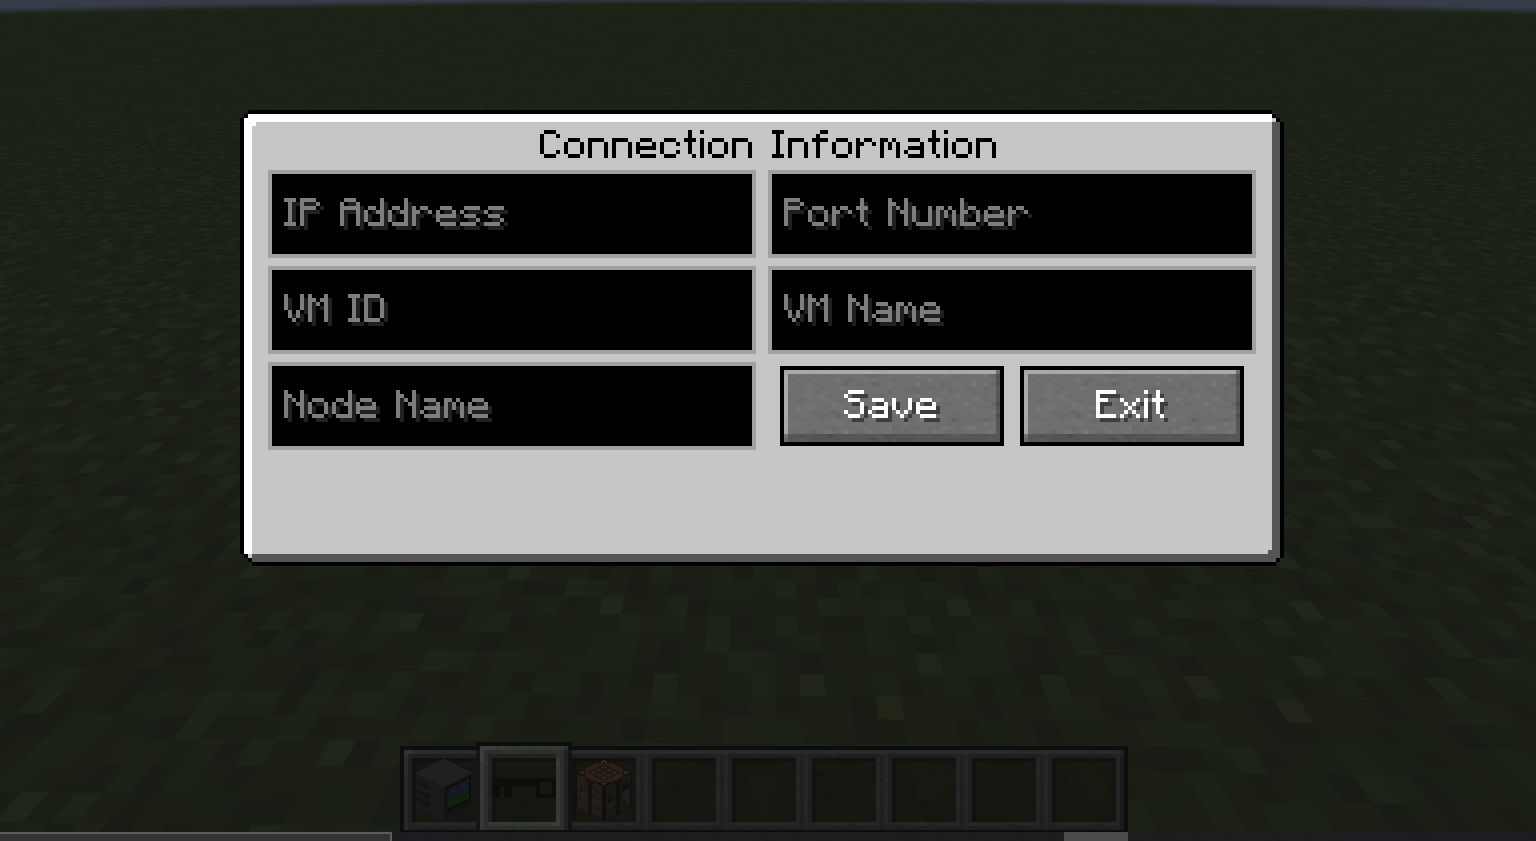 Connection Information
IP Address
Port Number
VM ID
VM Name
Node Name
Save
Exit